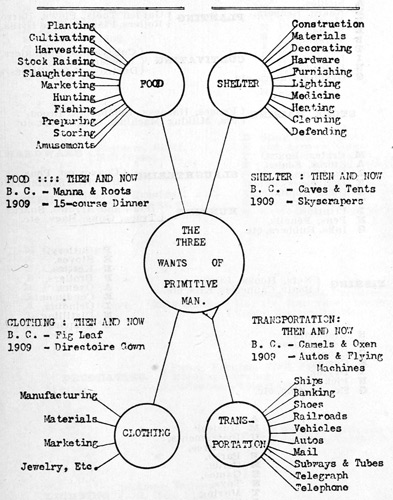 Planting
Cultivating
Harvesting
Stock Raising
Slaughtering
Marketing
Hunting
Fishing
Preparing
Storing
Amusements
FOOD
SHELTER
Construction
Materials
Decorating
Hardware
Furnishing
Lighting
Medicine
Heating
Cleaning
Defending
FOOD :::: THEN AND NOW
B. C. - Manna & Roots
1909 - 15-course Dinner
SHELTER : THEN AND NOW
B. C. - Caves & Tents
1909 - Skyscrapers
THE
THREE
WANTS OF
PRIMITIVE
MAN.
CLOTHING : THEN AND NOW
B. C. - Fig Leaf
1909 - Directoire Gown
TRANSPORTATION:
THEN AND NOW
B. C. - Camels & Oxen
1909 - Autos & Flying
Machines
Manufacturing
Materials
Marketing
Jewelry, Etc.
CLOTHING
TRANS-
PORTATION
Ships
Banking
Shoes
Railroads
Vehicles
Autos
Mail
Subways & Tubes
Telegraph
Telephone